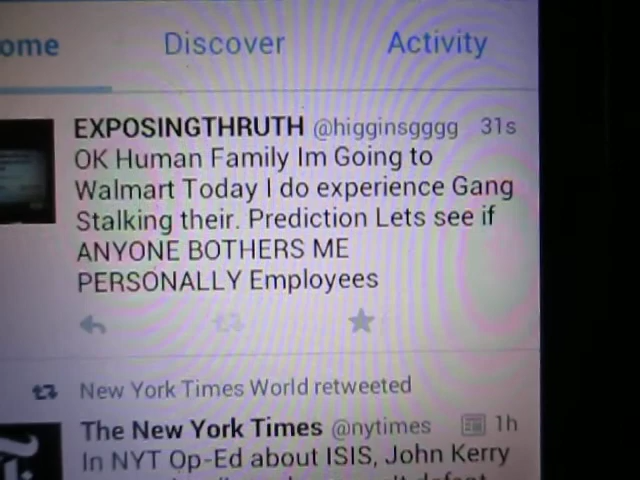 ome Discover Activity
EXPOSINGTHRUTH @higginsgggg 31s
OK Human Family Im Going to
Walmart Today I do experience Gang
Stalking their. Prediction Lets see if
ANYONE BOTHERS ME
PERSONALLY Employees
New York Times World retweeted
The New York Times @nytimes 1h
In NYT Op-Ed about ISIS, John Kerry